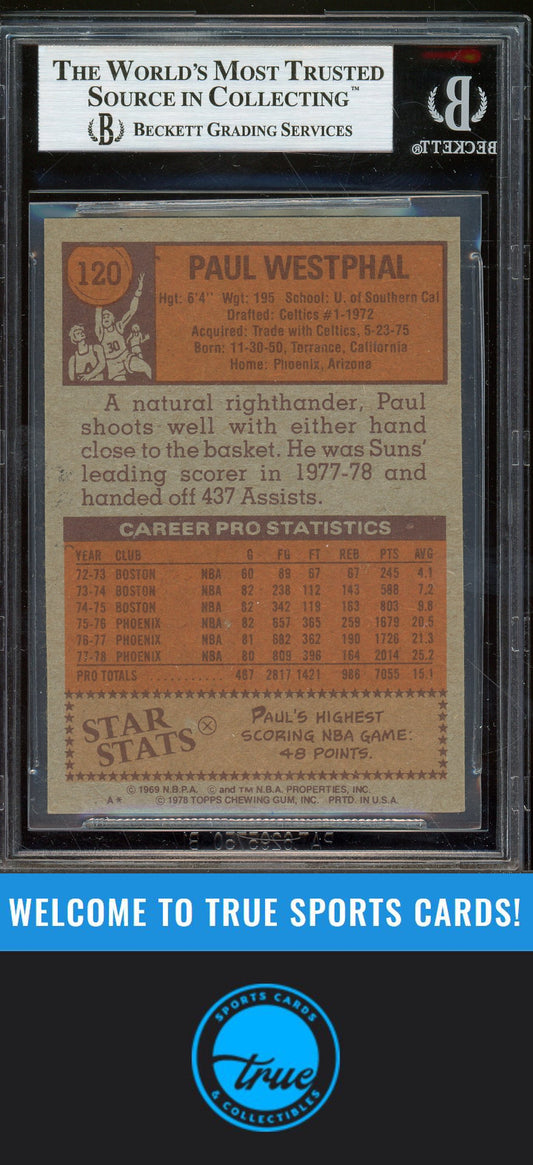 THE WORLD'S MOST TRUSTED
SOURCE IN COLLECTING™
B BECKETT GRADING SERVICES
B
BECKETT®
120
30
PAUL WESTPHAL
Hgt: 6'4" Wgt: 195 School: U. of Southern Cal
Drafted: Celtics #1-1972
Acquired: Trade with Celtics, 5-23-75
Born: 11-30-50, Torrance, California
Home: Phoenix, Arizona
A natural righthander, Paul
shoots well with either hand
close to the basket. He was Suns'
leading scorer in 1977-78 and
handed off 437 Assists.
CAREER PRO STATISTICS
YEAR CLUB G FG FT REB PTS AVG
72-73 BOSTON NBA 60 89 67 67 245 4.1
73-74 BOSTON NBA 82 238 112 143 588 7.2
74-75 BOSTON NBA 82 342 119 163 803 9.8
75-76 PHOENIX NBA 82 657 365 259 1679 20.5
76-77 PHOENIX NBA 81 682 362 190 1726 21.3
77-78 PHOENIX NBA 80 809 396 164 2014 25.2
PRO TOTALS 467 2817 1421 986 7055 15.1
STAR
STATS
PAUL'S HIGHEST
SCORING NBA GAME:
48 POINTS.
© 1969 N.B.P.A. © and TM N.B.A. PROPERTIES, INC.
A* © 1978 TOPPS CHEWING GUM, INC. PRTD. IN U.S.A.
WELCOME TO TRUE SPORTS CARDS!
SPORTS CARDS
true
& COLLECTIBLES